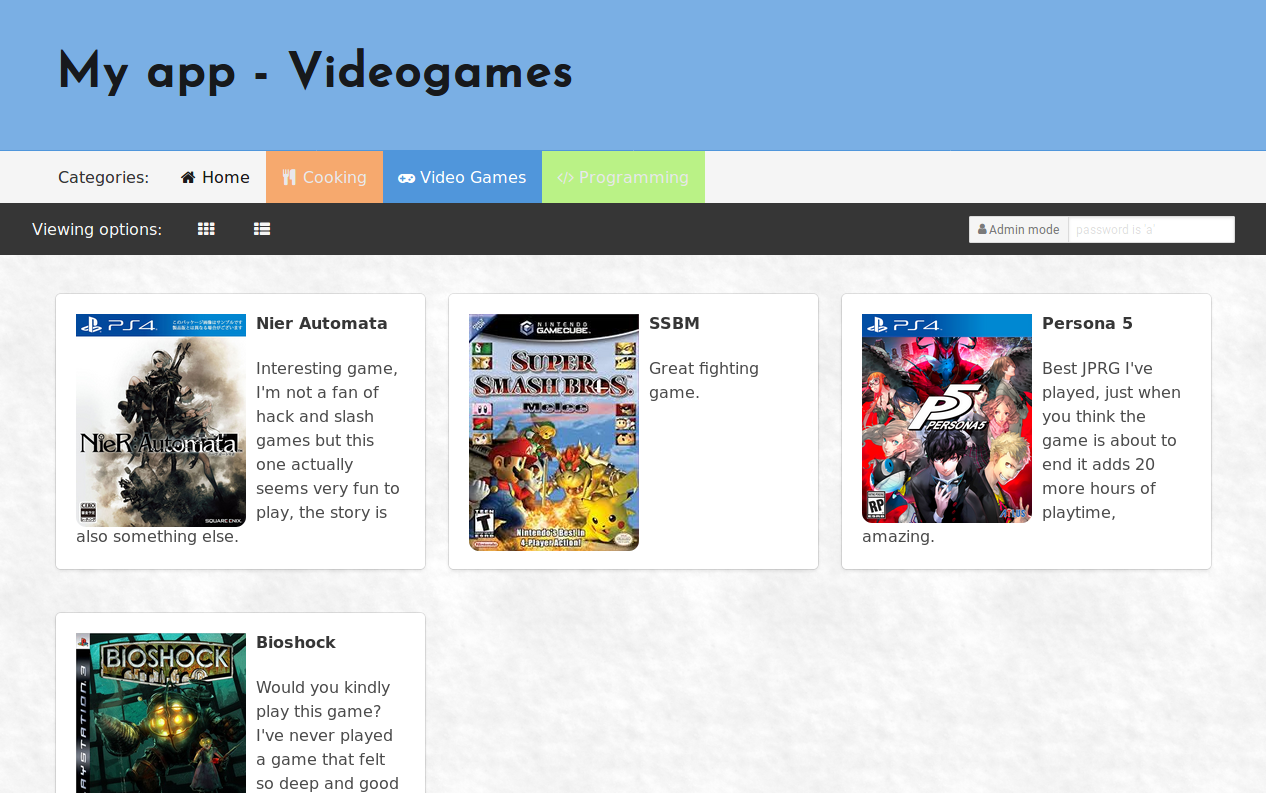 My app - Videogames
Categories: Home Cooking Video Games Programming
Viewing options: Admin mode password is 'a'
PS4
NieR:Automata
SQUARE ENIX
Nier Automata
Interesting game,
I'm not a fan of
hack and slash
games but this
one actually
seems very fun to
play, the story is
also something else.
NINTENDO
GAMECUBE
SUPER
SMASH BROS.
Melee
TEEN
Nintendo's Best in
4-Player Action!
SSBM
Great fighting
game.
PS4
P5
PERSONA5
RP
ATLUS
Persona 5
Best JPRG I've
played, just when
you think the
game is about to
end it adds 20
more hours of
playtime,
amazing.
BIOSHOCK
PLAYSTATION 3
Bioshock
Would you kindly
play this game?
I've never played
a game that felt
so deep and good